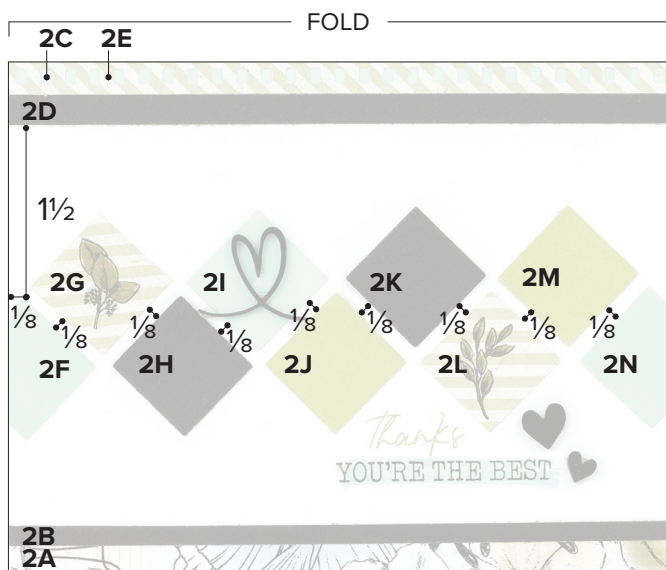 FOLD
2C 2E
2D
1½
2G 2I 2K 2M
⅛ ⅛ ⅛ ⅛ ⅛ ⅛ ⅛ ⅛
2F 2H 2J 2L 2N
Thanks
YOU'RE THE BEST
2B
2A